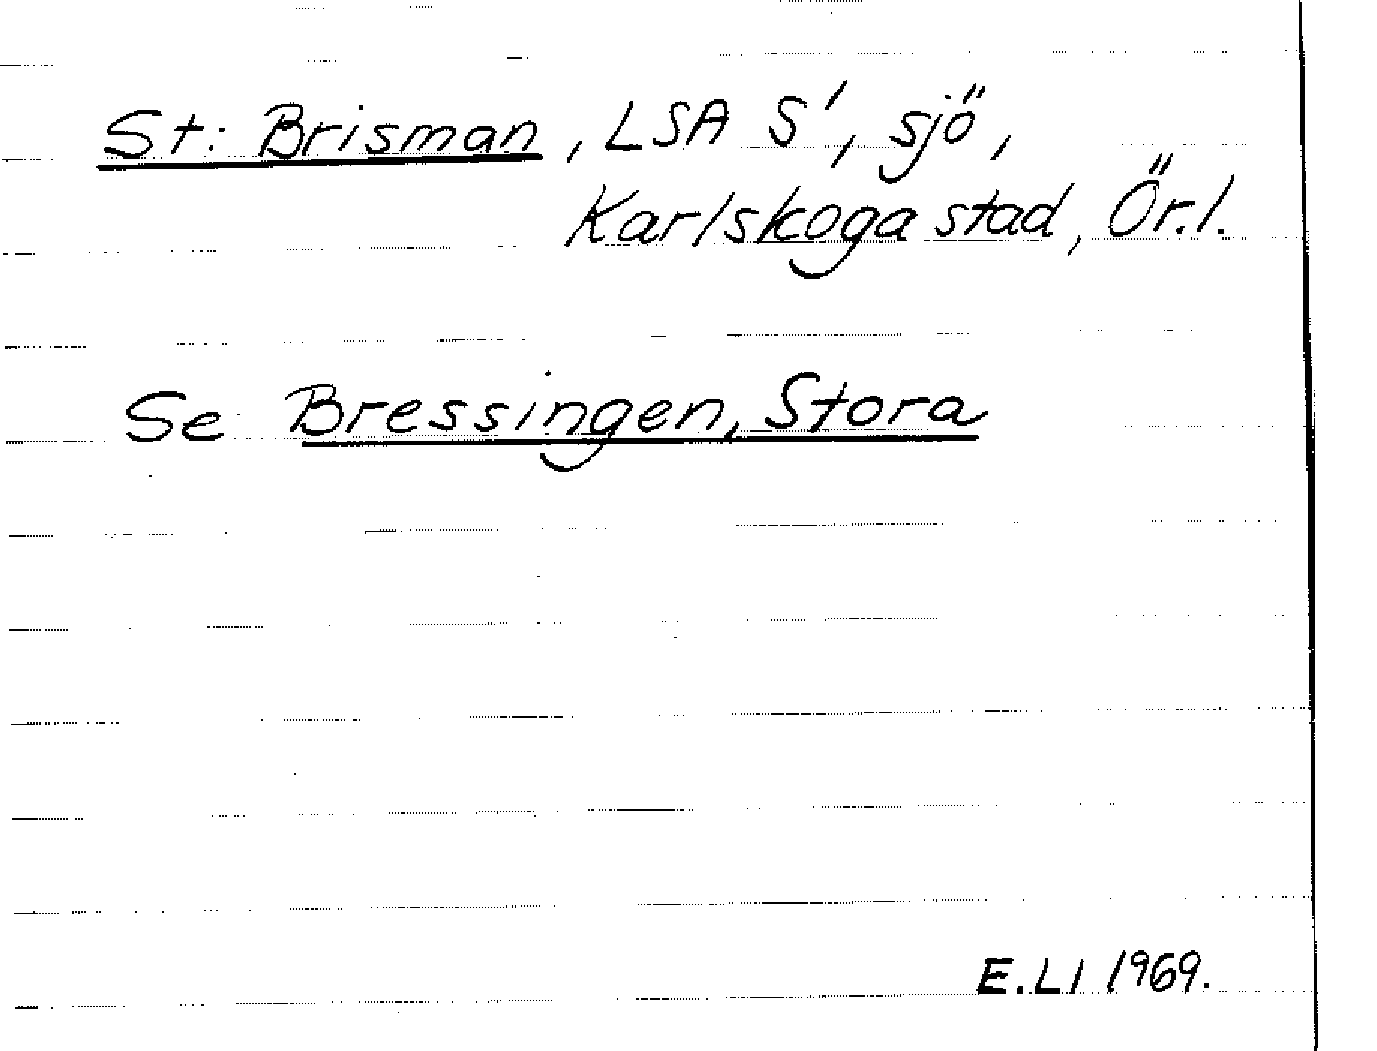 St: Brisman, LSA S', sjö,
Karlskoga stad, Ör.l.
Se Bressingen, Stora
E.LI 1969.